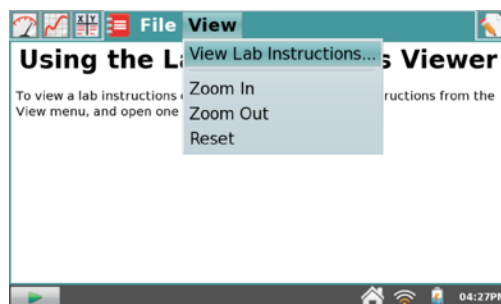 File View
Using the La s Viewer
View Lab Instructions...
To view a lab instructions ructions from the
Zoom In
View menu, and open one
Zoom Out
Reset
04:27PM